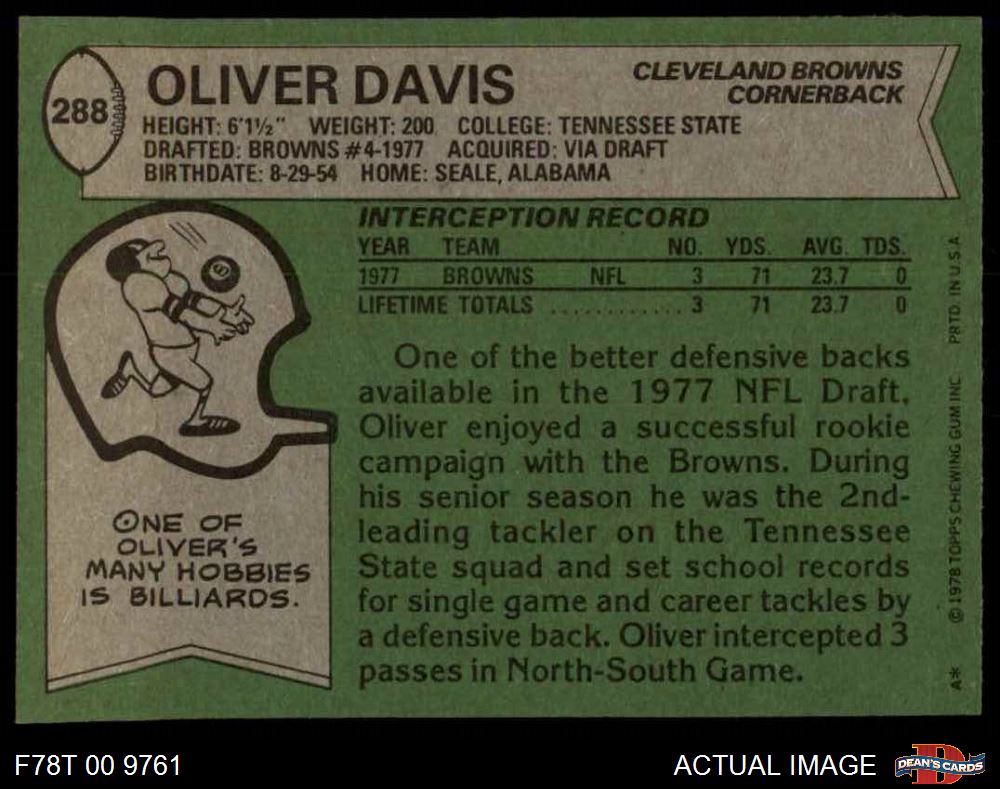 288
OLIVER DAVIS
CLEVELAND BROWNS
CORNERBACK
HEIGHT: 6'1½" WEIGHT: 200 COLLEGE: TENNESSEE STATE
DRAFTED: BROWNS #4-1977 ACQUIRED: VIA DRAFT
BIRTHDATE: 8-29-54 HOME: SEALE, ALABAMA
INTERCEPTION RECORD
YEAR TEAM NO. YDS. AVG. TDS.
1977 BROWNS NFL 3 71 23.7 0
LIFETIME TOTALS ............ 3 71 23.7 0
One of the better defensive backs
available in the 1977 NFL Draft,
Oliver enjoyed a successful rookie
campaign with the Browns. During
his senior season he was the 2nd-
leading tackler on the Tennessee
State squad and set school records
for single game and career tackles by
a defensive back. Oliver intercepted 3
passes in North-South Game.
8
ONE OF
OLIVER'S
MANY HOBBIES
IS BILLIARDS.
A* © 1978 TOPPS CHEWING GUM INC. PRTD. IN U.S.A.
F78T 00 9761
ACTUAL IMAGE
DEAN'S CARDS